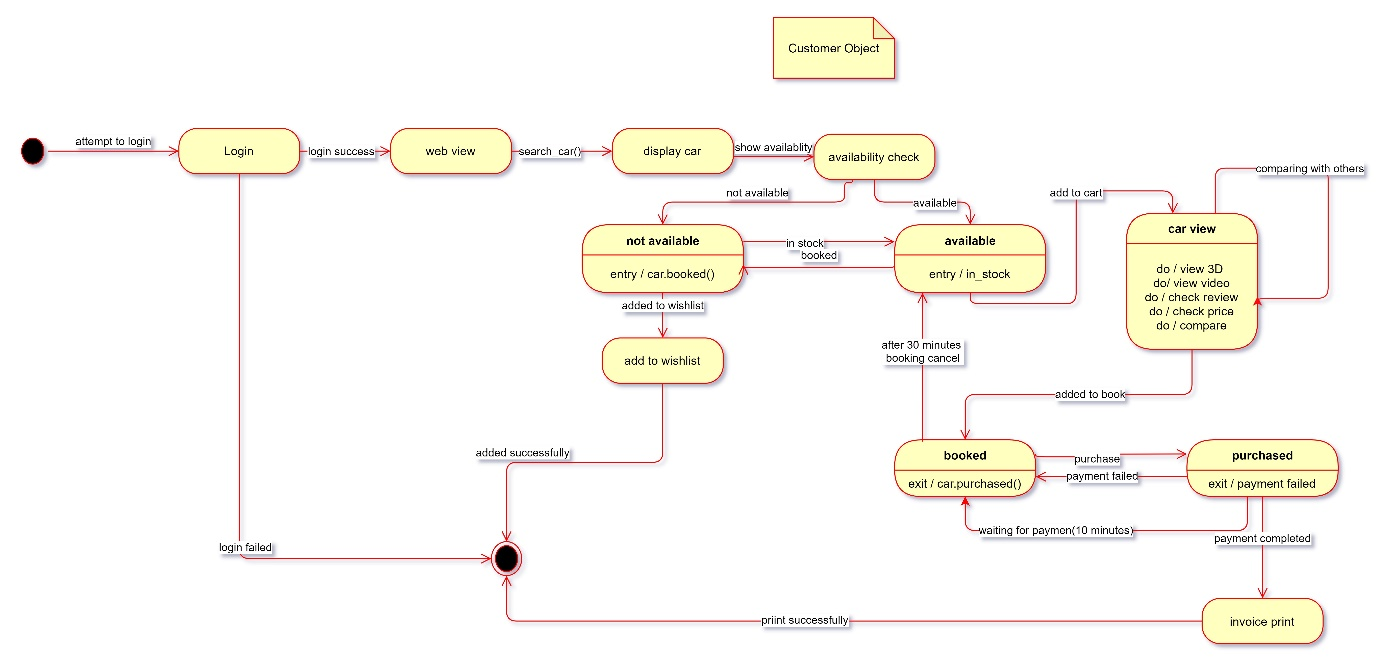 Customer Object
attempt to login
Login
login success
web view
search_car()
display car
show availablity
availability check
comparing with others
not available
available
add to cart
not available
entry / car.booked()
in stock
booked
available
entry / in_stock
car view
do / view 3D
do/ view video
do / check review
do / check price
do / compare
added to wishlist
add to wishlist
after 30 minutes
booking cancel
added to book
added successfully
booked
exit / car.purchased()
purchase
payment failed
purchased
exit / payment failed
waiting for paymen(10 minutes)
payment completed
login failed
priint successfully
invoice print